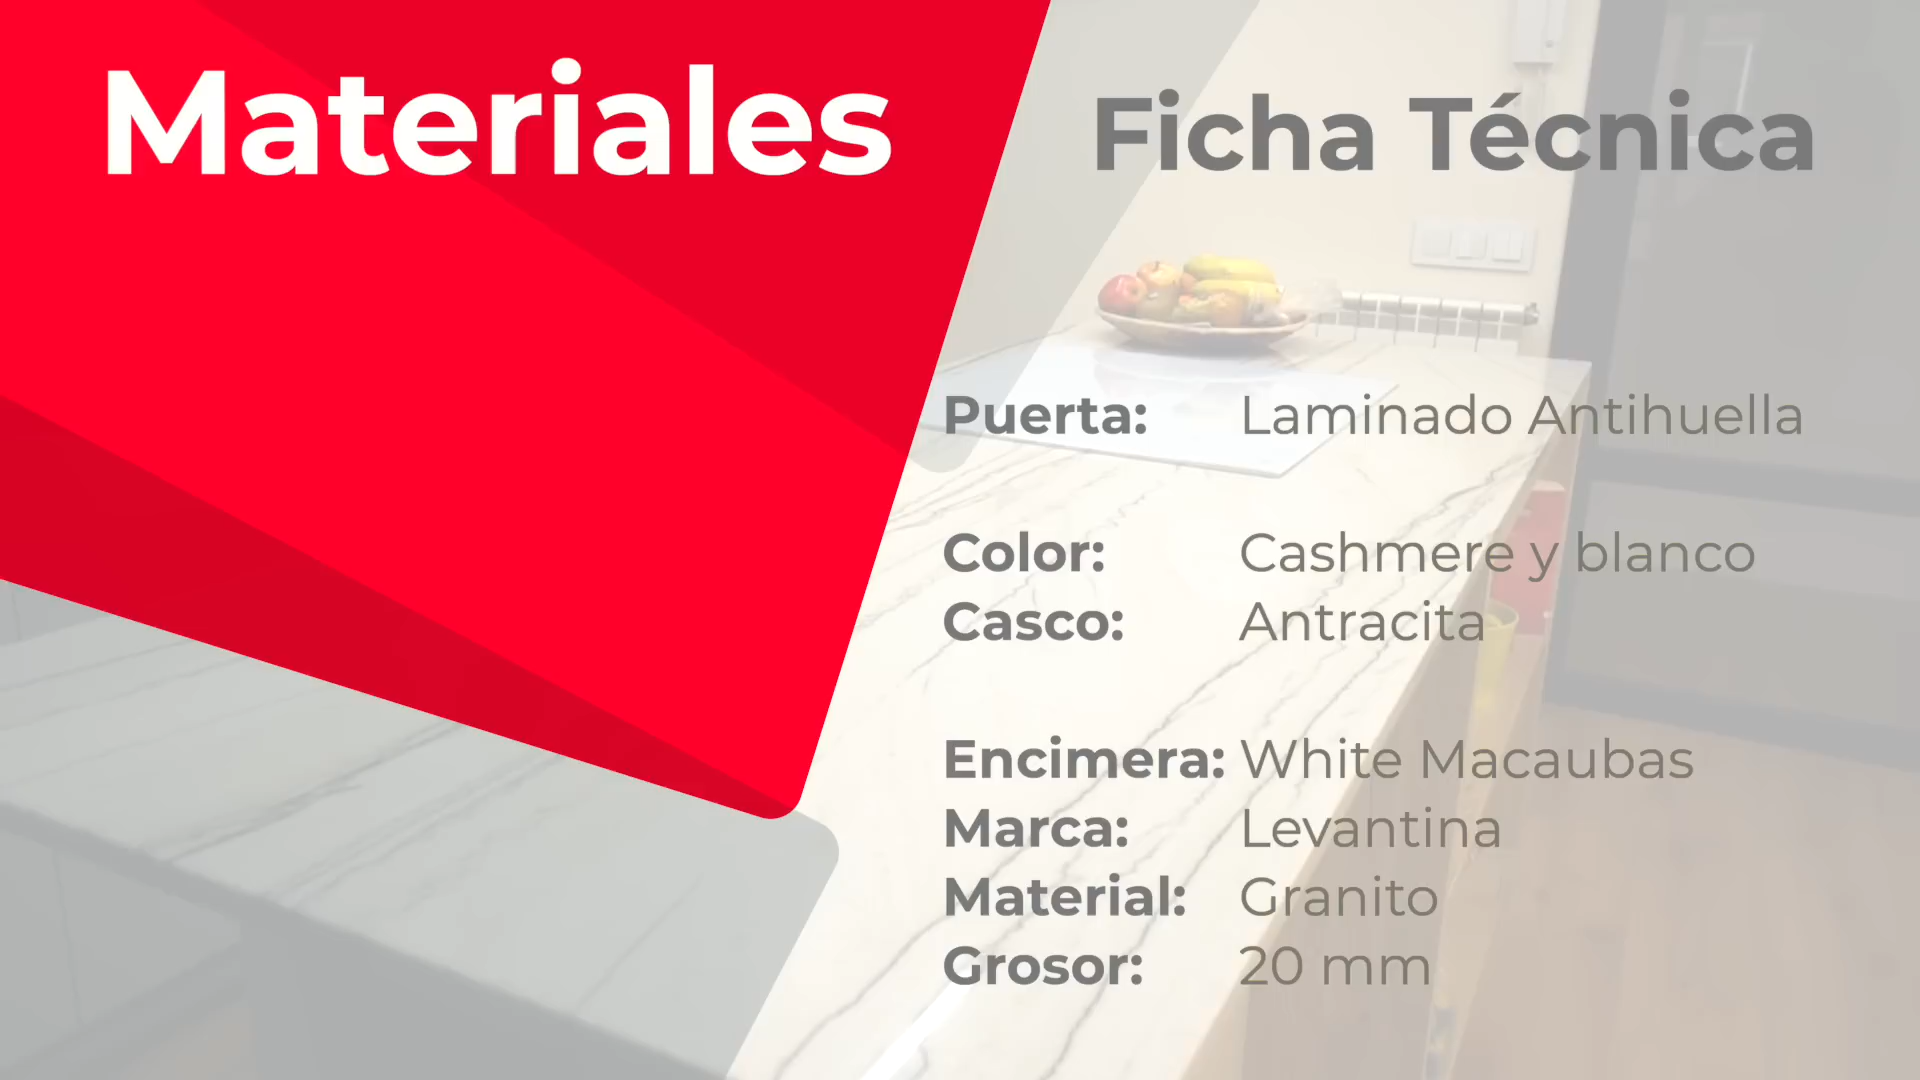 Materiales
Ficha Técnica
Puerta: Laminado Antihuella
Color: Cashmere y blanco
Casco: Antracita
Encimera: White Macaubas
Marca: Levantina
Material: Granito
Grosor: 20 mm